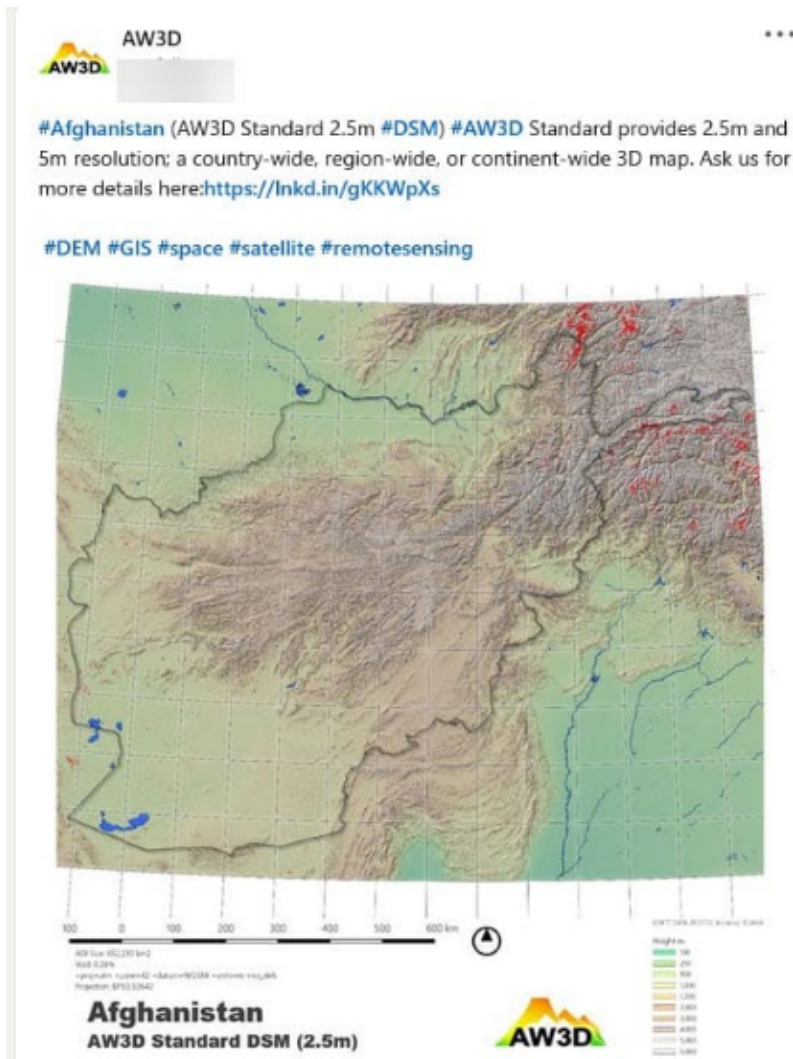 AW3D
AW3D
#Afghanistan (AW3D Standard 2.5m #DSM) #AW3D Standard provides 2.5m and
5m resolution; a country-wide, region-wide, or continent-wide 3D map. Ask us for
more details here:https://lnkd.in/gKKWpXs
#DEM #GIS #space #satellite #remotesensing
100 0 100 200 300 400 500 600 km
Afghanistan
AW3D Standard DSM (2.5m)
AW3D
Height m